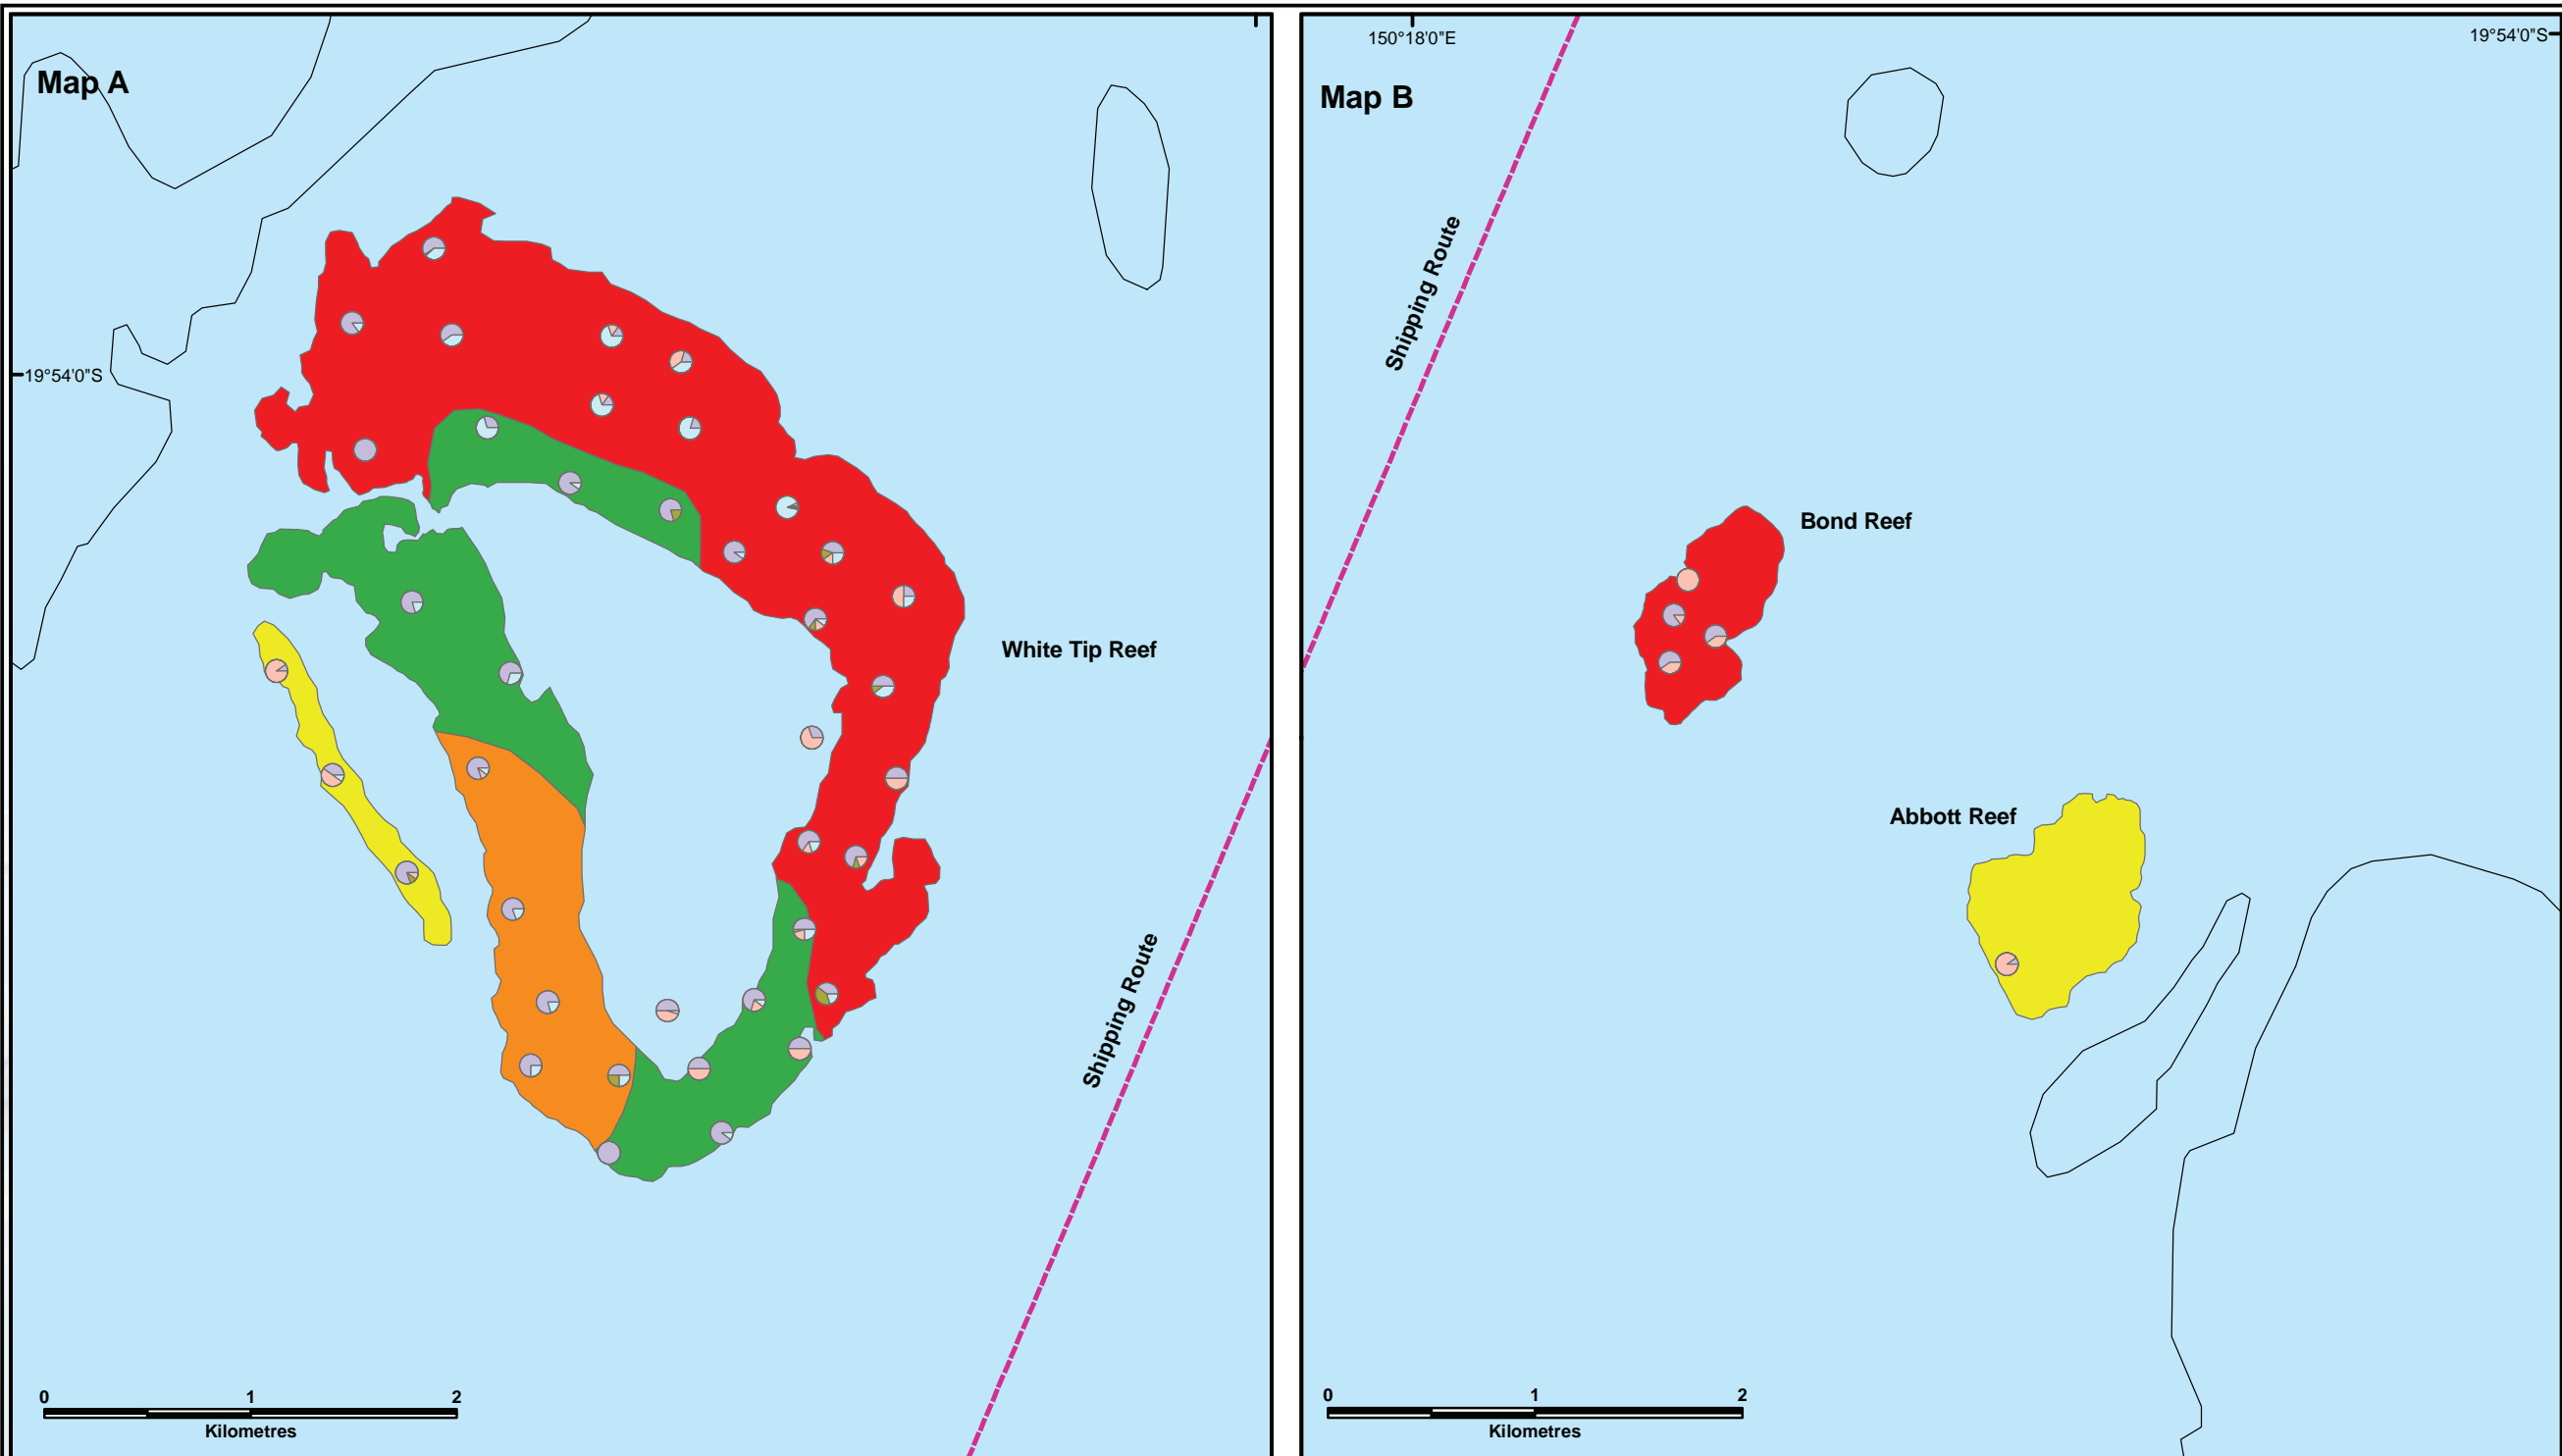 Map A
19°54'0"S
White Tip Reef
Shipping Route
0 1 2
Kilometres
150°18'0"E
19°54'0"S
Map B
Shipping Route
Bond Reef
Abbott Reef
0 1 2
Kilometres